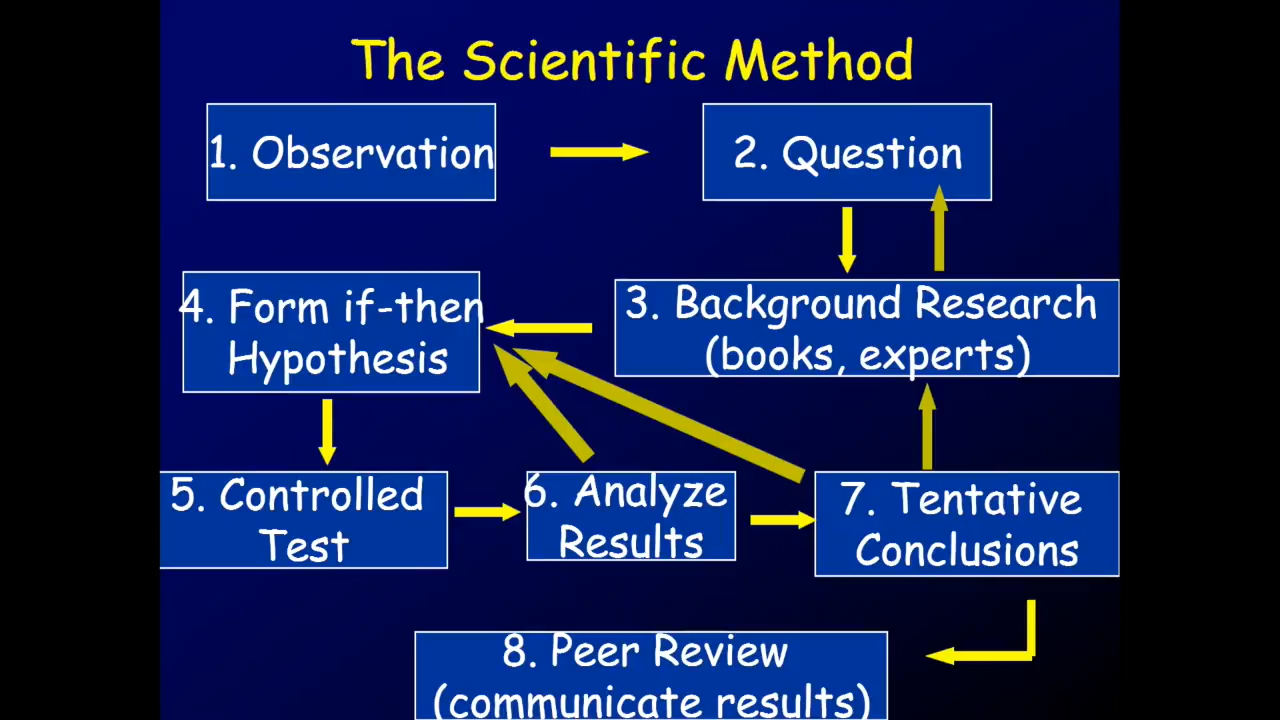 The Scientific Method
1. Observation
2. Question
3. Background Research
(books, experts)
4. Form if-then
Hypothesis
5. Controlled
Test
6. Analyze
Results
7. Tentative
Conclusions
8. Peer Review
(communicate results)